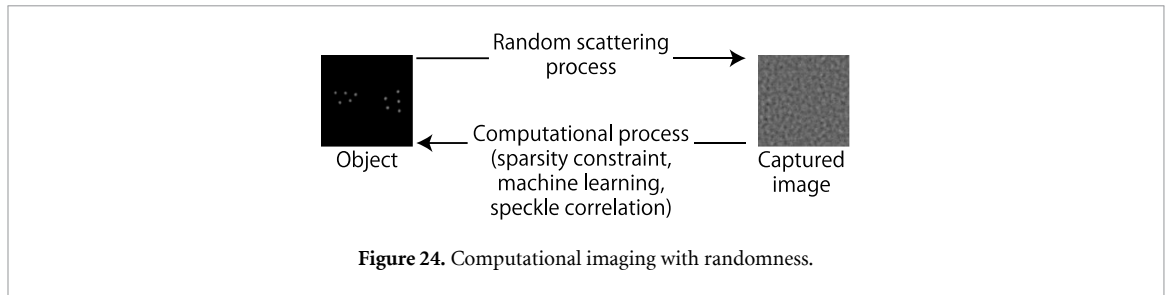 Random scattering
process
Computational process
(sparsity constraint,
machine learning,
speckle correlation)
Object
Captured
image
Figure 24. Computational imaging with randomness.